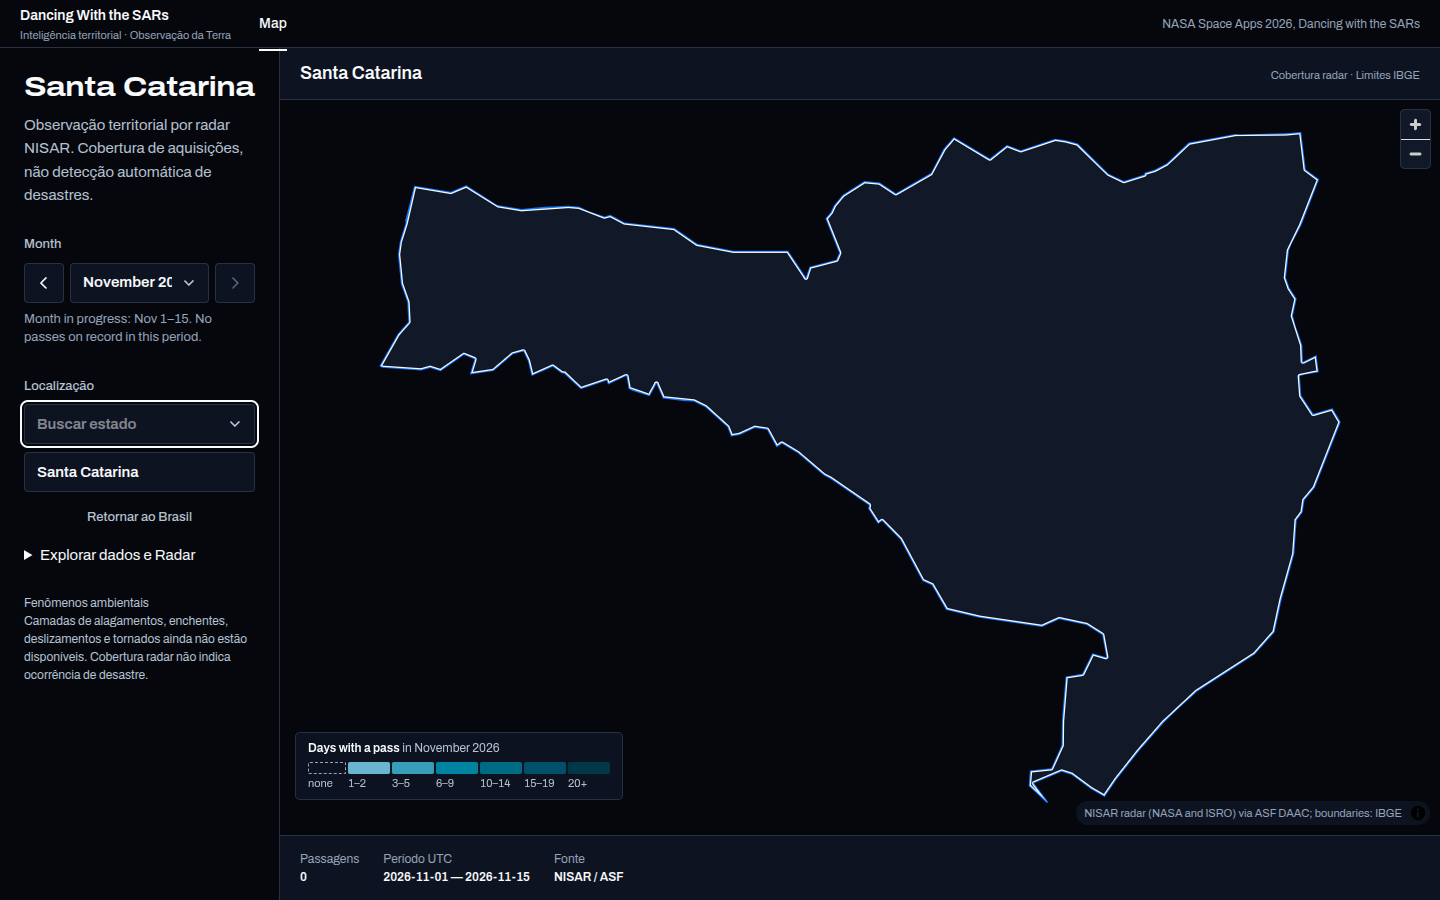 Dancing With the SARs
Inteligência territorial · Observação da Terra
Map
NASA Space Apps 2026, Dancing with the SARs
Santa Catarina
Observação territorial por radar
NISAR. Cobertura de aquisições,
não detecção automática de
desastres.
Month
November 20
Month in progress: Nov 1–15. No
passes on record in this period.
Localização
Buscar estado
Santa Catarina
Retornar ao Brasil
Explorar dados e Radar
Fenômenos ambientais
Camadas de alagamentos, enchentes,
deslizamentos e tornados ainda não estão
disponíveis. Cobertura radar não indica
ocorrência de desastre.
Santa Catarina
Cobertura radar · Limites IBGE
Days with a pass in November 2026
none 1–2 3–5 6–9 10–14 15–19 20+
NISAR radar (NASA and ISRO) via ASF DAAC; boundaries: IBGE
Passagens
0
Período UTC
2026-11-01 — 2026-11-15
Fonte
NISAR / ASF